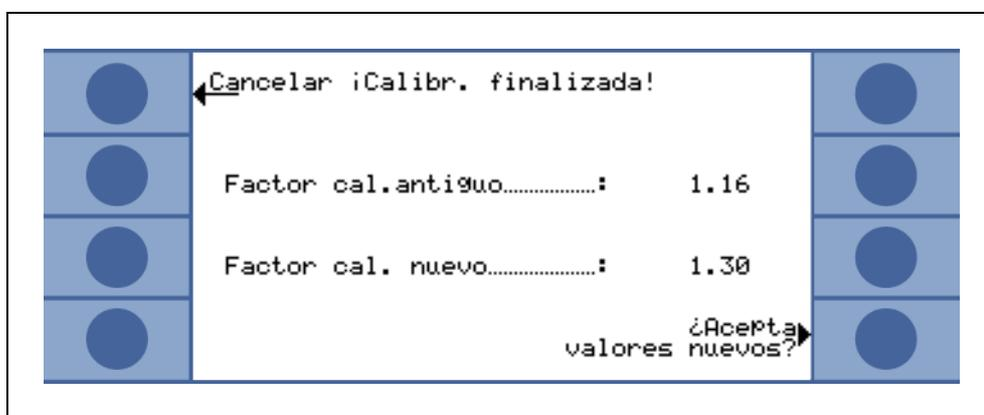 Cancelar ¡Calibr. finalizada!
Factor cal.antiguo……………: 1.16
Factor cal. nuevo………………: 1.30
¿Acepta
valores nuevos?